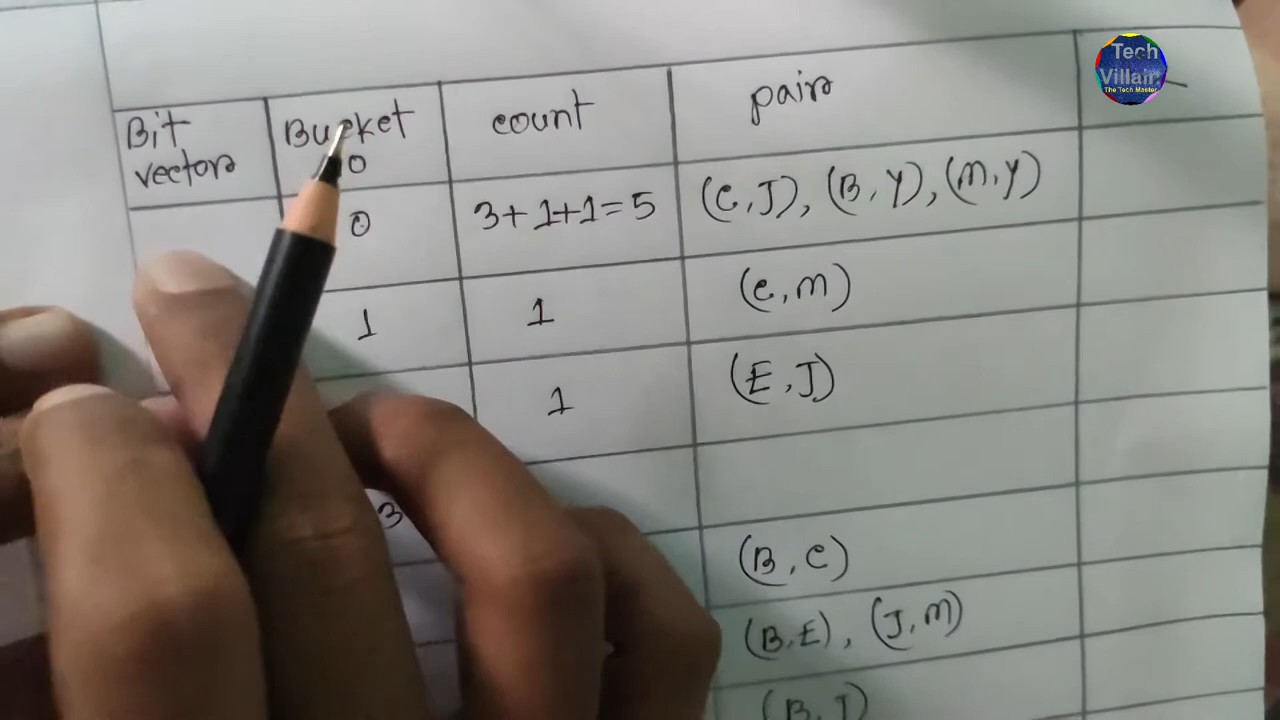 Bit vector Bucket 0 count pair
0 3+1+1=5 (C,J), (B,Y), (M,Y)
1 1 (C,M)
1 (E,J)
3
(B,C)
(B,E), (J,M)
(B,J)
Tech
Villain
The Tech Master